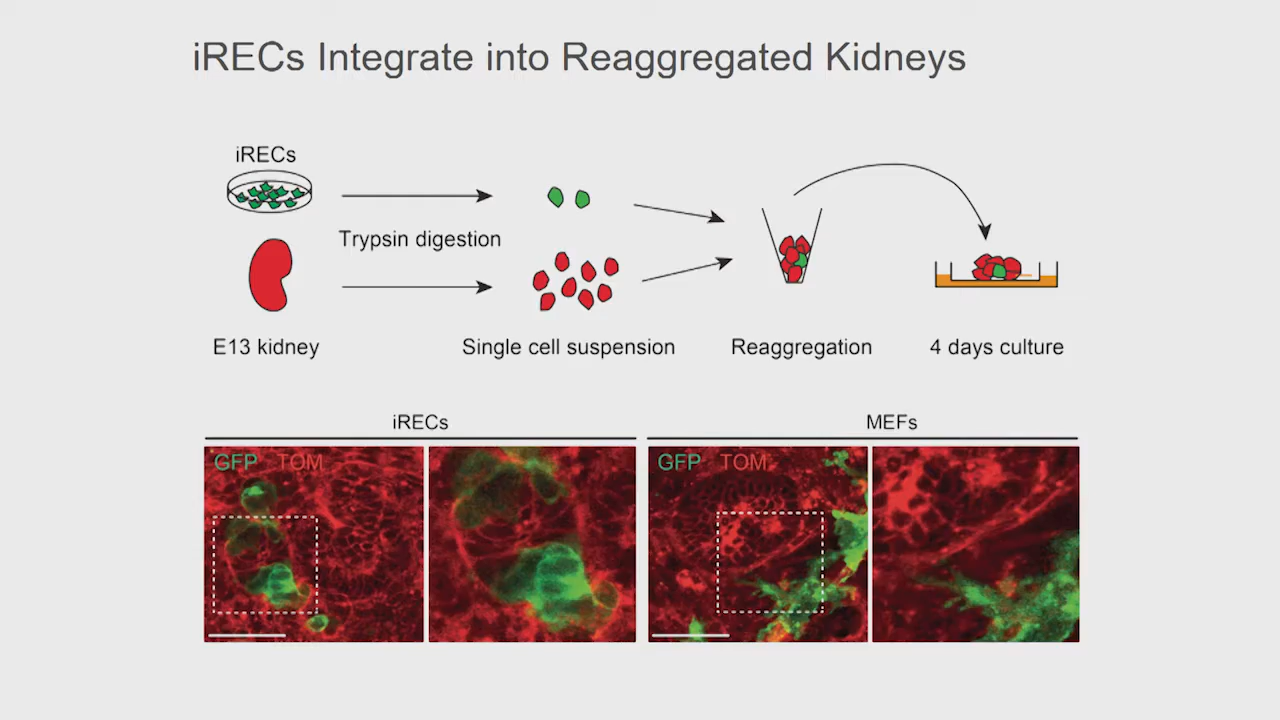 iRECs Integrate into Reaggregated Kidneys
iRECs
Trypsin digestion
E13 kidney
Single cell suspension
Reaggregation
4 days culture
iRECs
MEFs
GFP TOM
GFP TOM